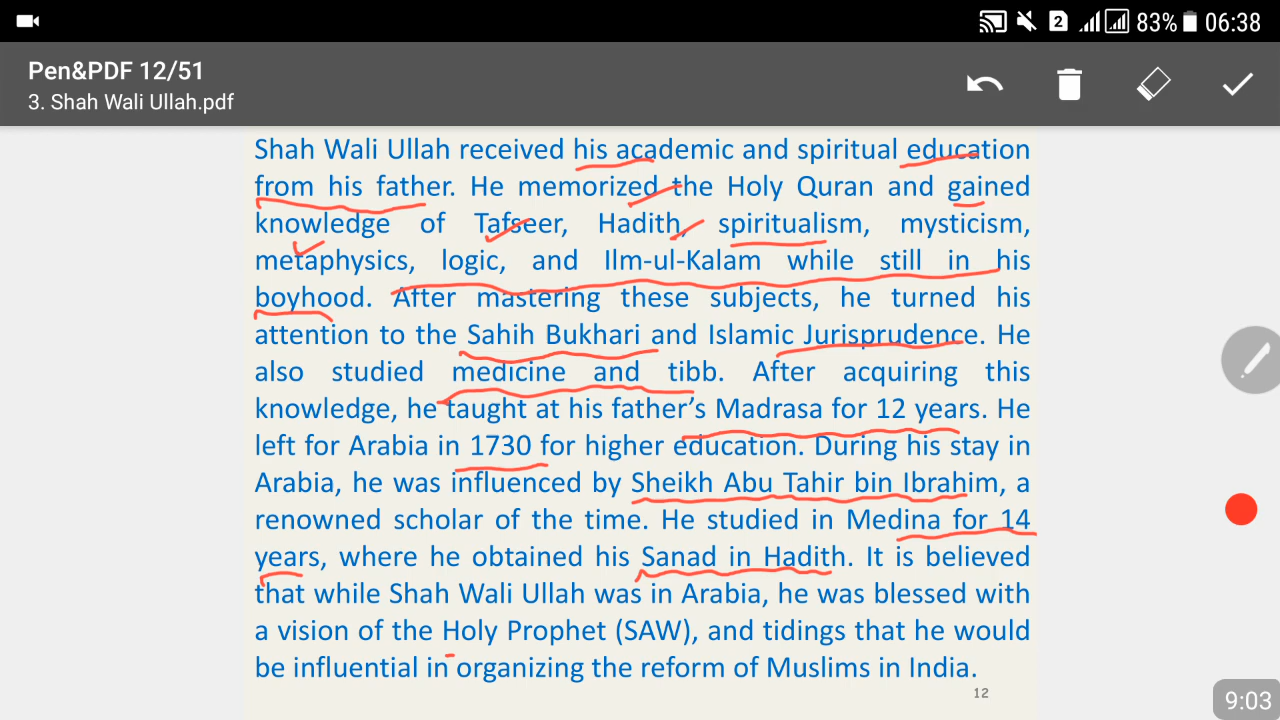 2 83% 06:38
Pen&PDF 12/51
3. Shah Wali Ullah.pdf
Shah Wali Ullah received his academic and spiritual education
from his father. He memorized the Holy Quran and gained
knowledge of Tafseer, Hadith, spiritualism, mysticism,
metaphysics, logic, and Ilm-ul-Kalam while still in his
boyhood. After mastering these subjects, he turned his
attention to the Sahih Bukhari and Islamic Jurisprudence. He
also studied medicine and tibb. After acquiring this
knowledge, he taught at his father’s Madrasa for 12 years. He
left for Arabia in 1730 for higher education. During his stay in
Arabia, he was influenced by Sheikh Abu Tahir bin Ibrahim, a
renowned scholar of the time. He studied in Medina for 14
years, where he obtained his Sanad in Hadith. It is believed
that while Shah Wali Ullah was in Arabia, he was blessed with
a vision of the Holy Prophet (SAW), and tidings that he would
be influential in organizing the reform of Muslims in India.
12
9:03